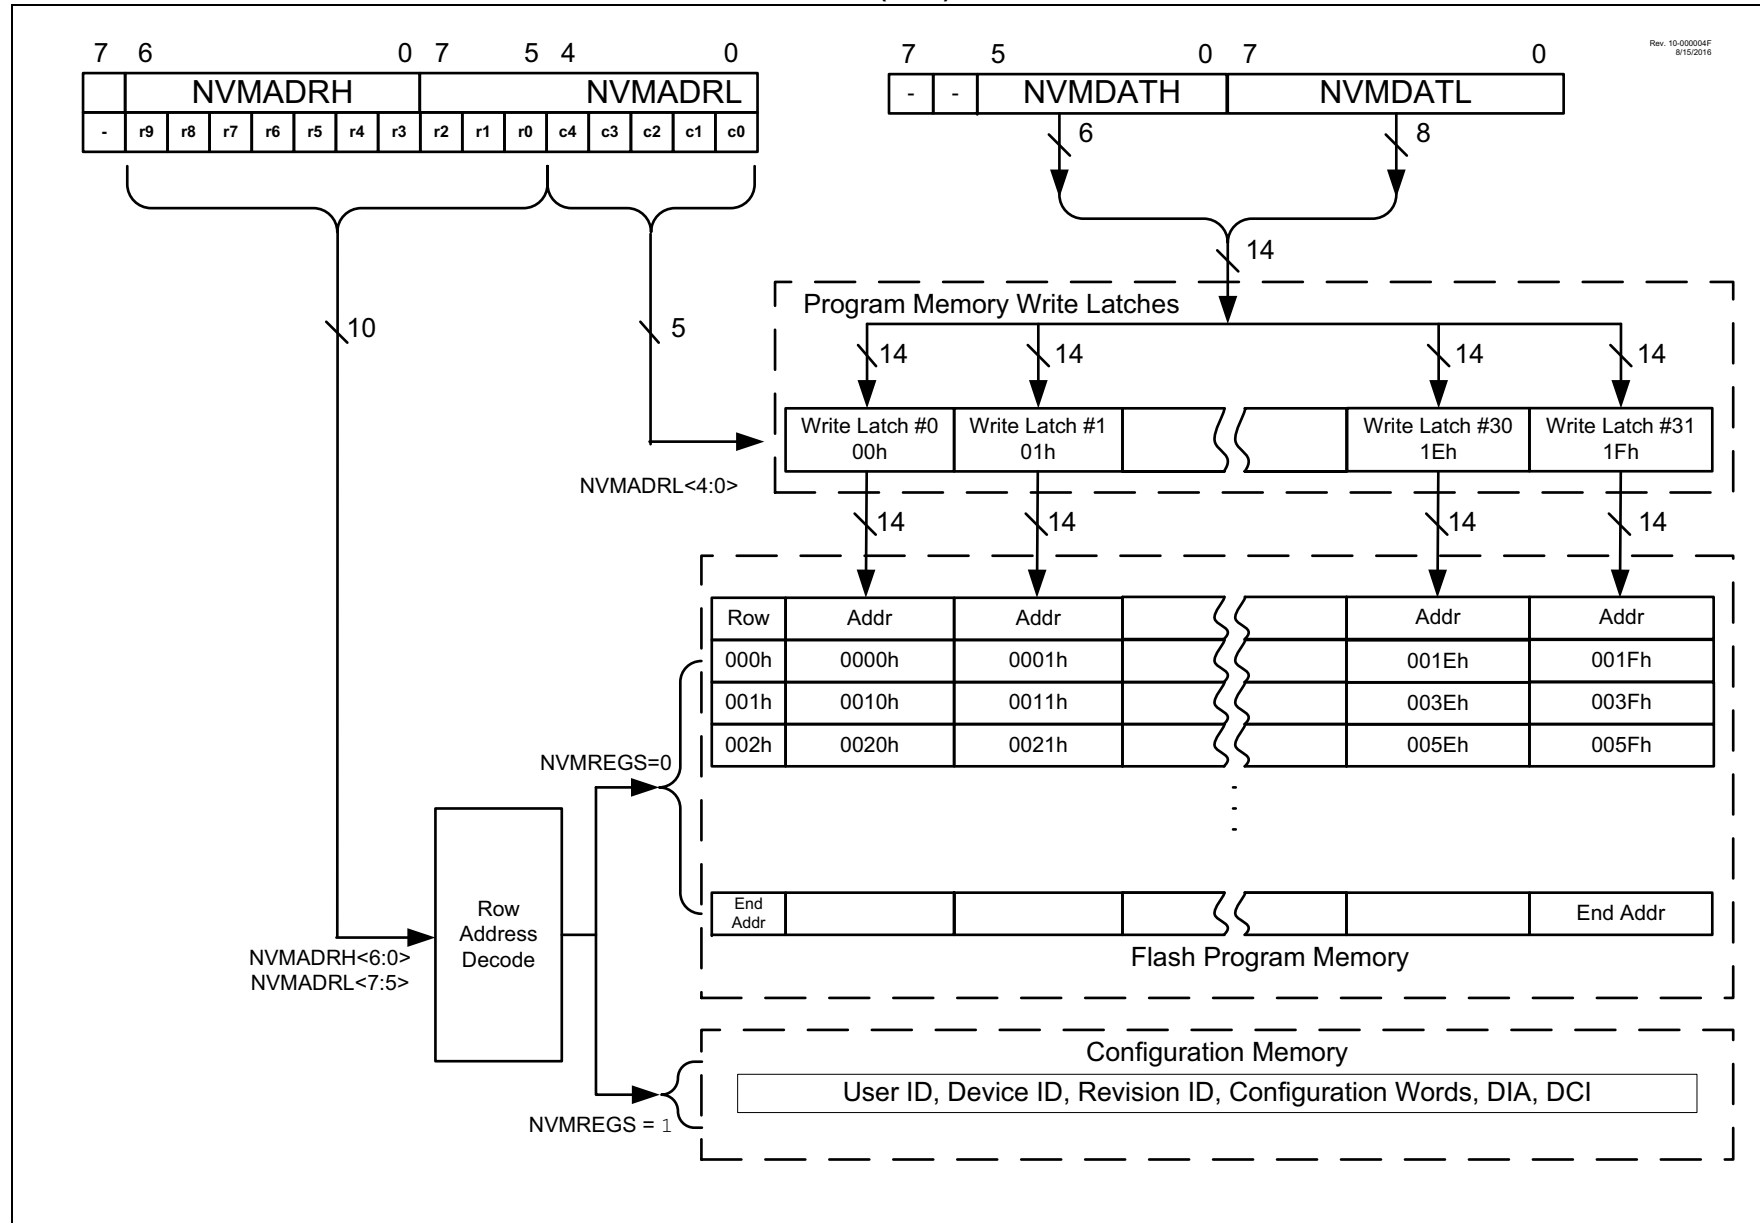 7 6 0 7 5 4 0
NVMADRH NVMADRL
- r9 r8 r7 r6 r5 r4 r3 r2 r1 r0 c4 c3 c2 c1 c0
7 5 0 7 0
- - NVMDATH NVMDATL
Rev. 10-000004F
8/15/2016
6 8
14
10 5
Program Memory Write Latches
14 14 14 14
Write Latch #0 Write Latch #1 Write Latch #30 Write Latch #31
00h 01h 1Eh 1Fh
NVMADRL<4:0>
14 14 14 14
Row Addr Addr Addr Addr
000h 0000h 0001h 001Eh 001Fh
001h 0010h 0011h 003Eh 003Fh
002h 0020h 0021h 005Eh 005Fh
NVMREGS=0
End
Addr
End Addr
Flash Program Memory
Row
Address
Decode
NVMADRH<6:0>
NVMADRL<7:5>
Configuration Memory
User ID, Device ID, Revision ID, Configuration Words, DIA, DCI
NVMREGS = 1